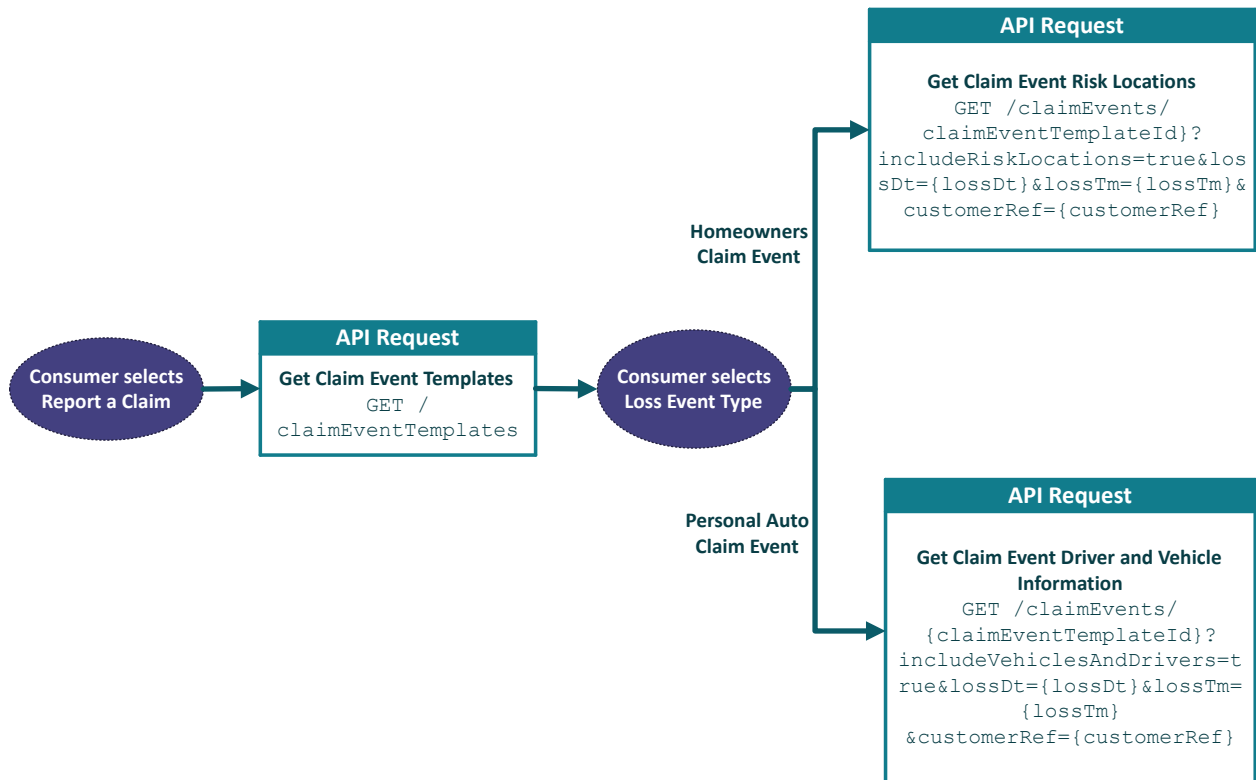 Consumer selects
Report a Claim
API Request
Get Claim Event Templates
GET /
claimEventTemplates
Consumer selects
Loss Event Type
Homeowners
Claim Event
API Request
Get Claim Event Risk Locations
GET /claimEvents/
claimEventTemplateId}?
includeRiskLocations=true&los
sDt={lossDt}&lossTm={lossTm}&
customerRef={customerRef}
Personal Auto
Claim Event
API Request
Get Claim Event Driver and Vehicle
Information
GET /claimEvents/
{claimEventTemplateId}?
includeVehiclesAndDrivers=t
rue&lossDt={lossDt}&lossTm=
{lossTm}
&customerRef={customerRef}